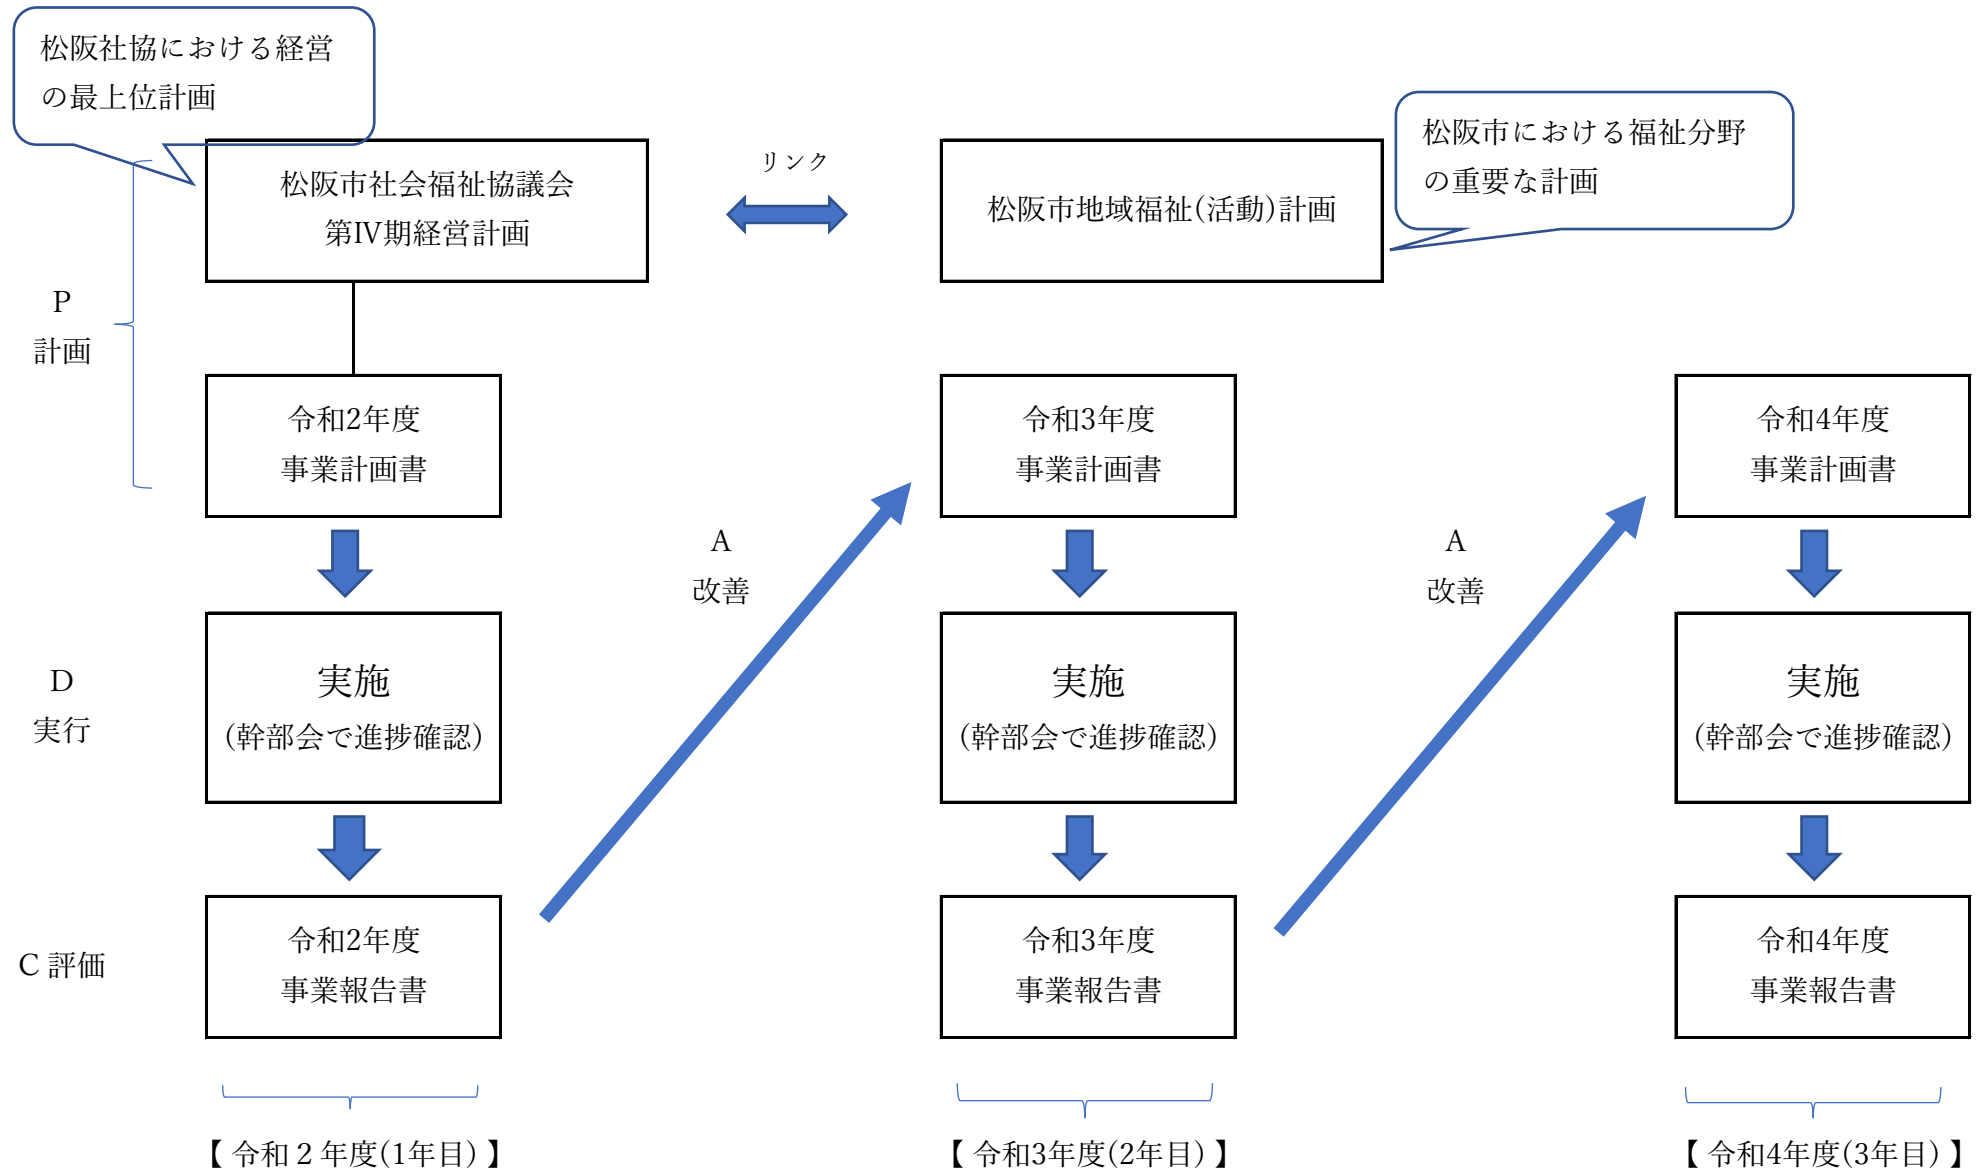 松阪社協における経営
の最上位計画
松阪市における福祉分野
の重要な計画
松阪市社会福祉協議会
第Ⅳ期経営計画
リンク
松阪市地域福祉(活動)計画
P
計画
令和2年度
事業計画書
令和3年度
事業計画書
令和4年度
事業計画書
A
改善
A
改善
D
実行
実施
(幹部会で進捗確認)
実施
(幹部会で進捗確認)
実施
(幹部会で進捗確認)
C 評価
令和2年度
事業報告書
令和3年度
事業報告書
令和4年度
事業報告書
【 令和２年度(1年目) 】
【 令和3年度(2年目) 】
【 令和4年度(3年目) 】